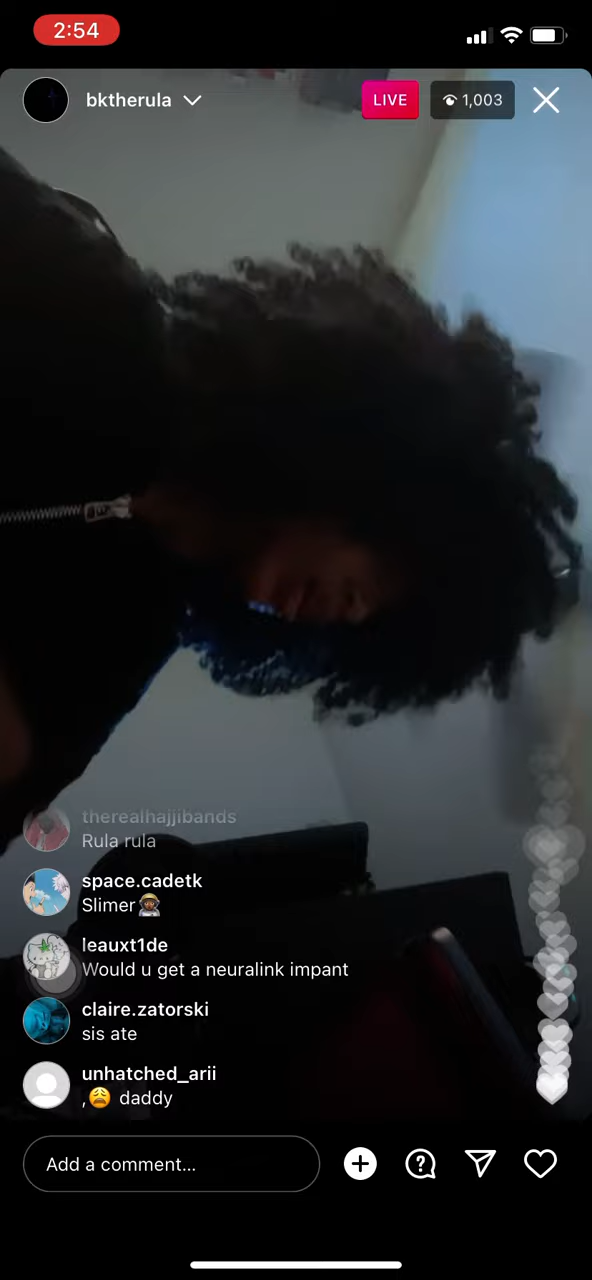 2:54
bktherula
LIVE
1,003
therealhajjibands
Rula rula
space.cadetk
Slimer👩🏾‍🚀
leauxt1de
Would u get a neuralink impant
claire.zatorski
sis ate
unhatched_arii
,😩 daddy
Add a comment...